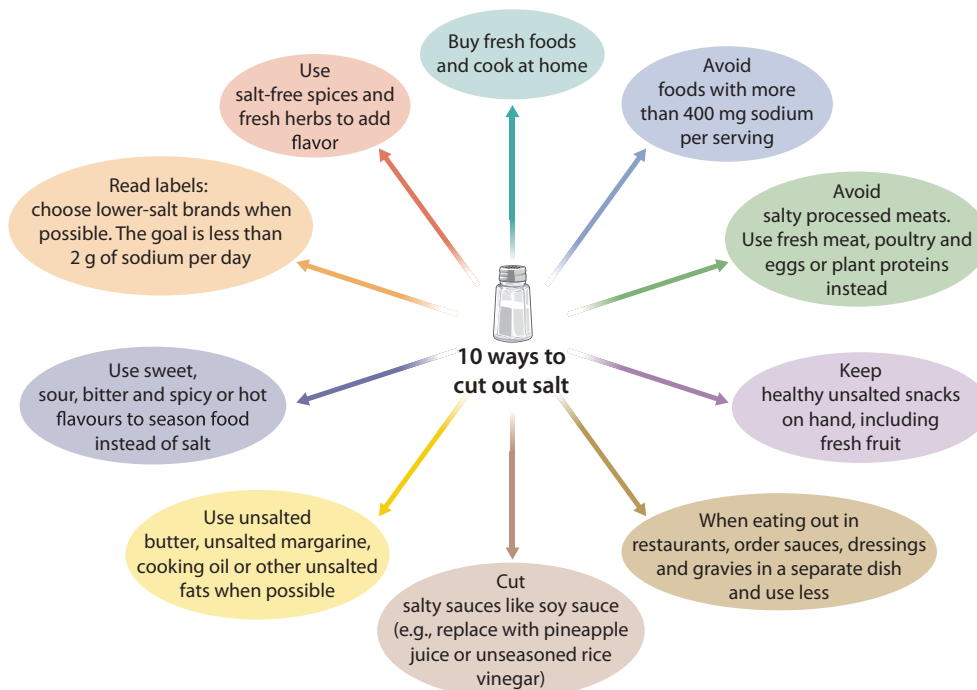 Buy fresh foods
and cook at home
Avoid
foods with more
than 400 mg sodium
per serving
Avoid
salty processed meats.
Use fresh meat, poultry and
eggs or plant proteins
instead
Keep
healthy unsalted snacks
on hand, including
fresh fruit
When eating out in
restaurants, order sauces, dressings
and gravies in a separate dish
and use less
Cut
salty sauces like soy sauce
(e.g., replace with pineapple
juice or unseasoned rice
vinegar)
Use unsalted
butter, unsalted margarine,
cooking oil or other unsalted
fats when possible
Use sweet,
sour, bitter and spicy or hot
flavours to season food
instead of salt
Read labels:
choose lower-salt brands when
possible. The goal is less than
2 g of sodium per day
Use
salt-free spices and
fresh herbs to add
flavor
10 ways to
cut out salt